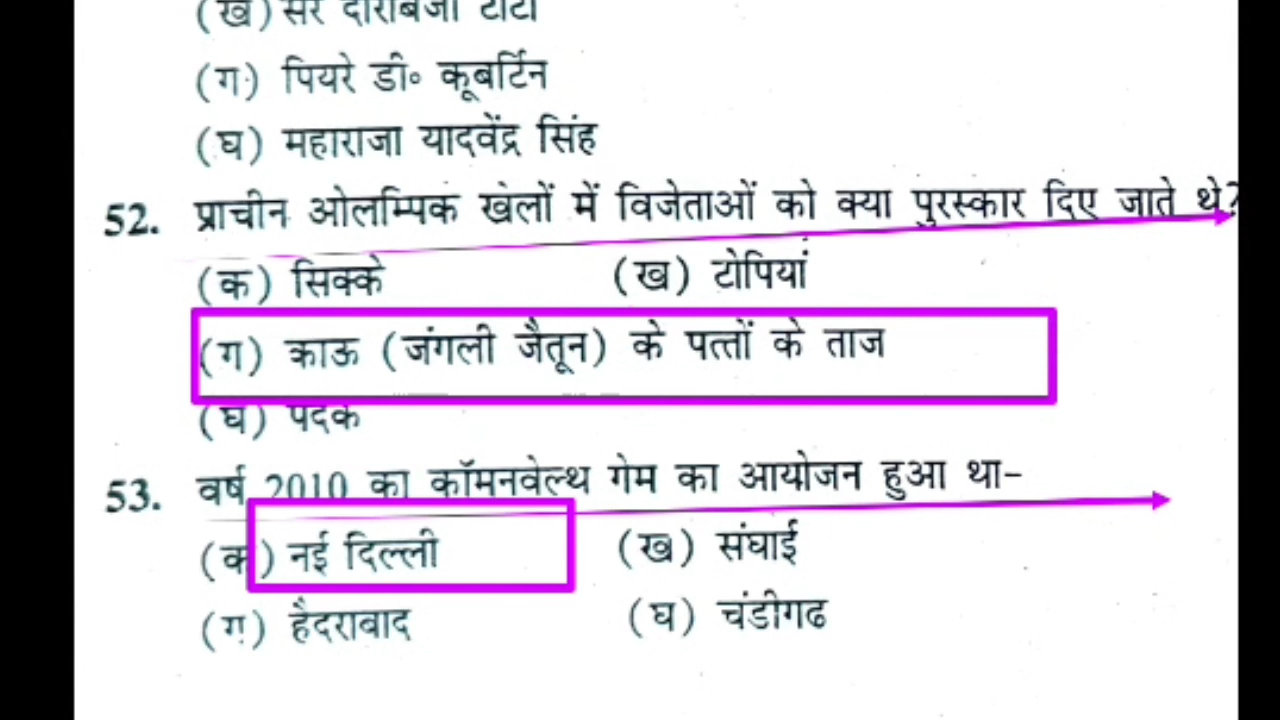 (ख) सर दोराबजी टाटा
(ग) पियरे डी॰ कूबर्टिन
(घ) महाराजा यादवेंद्र सिंह
52. प्राचीन ओलम्पिक खेलों में विजेताओं को क्या पुरस्कार दिए जाते थे?
(क) सिक्के (ख) टोपियां
(ग) काऊ (जंगली जैतून) के पत्तों के ताज
(घ) पदक
53. वर्ष 2010 का कॉमनवेल्थ गेम का आयोजन हुआ था-
(क) नई दिल्ली (ख) संघाई
(ग) हैदराबाद (घ) चंडीगढ